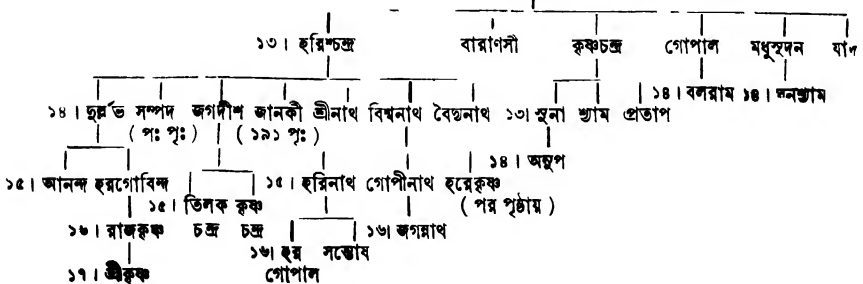 ১৩। হরিশ্চন্দ্র বারাণসী কৃষ্ণচন্দ্র গোপাল মধুসূদন যাদ
১৪। দুর্ল্লভ সম্পদ জগদীশ জানকী শ্রীনাথ বিশ্বনাথ বৈদ্যনাথ ১৩। সুনা শ্যাম প্রতাপ ১৪। বলরাম ১৪। ঘনশ্যাম
( পঃ পৃঃ ) ( ১৯১ পৃঃ )
১৪। অনুপ
১৫। আনন্দ হরগোবিন্দ ১৫। তিলক কৃষ্ণ ১৫। হরিনাথ গোপীনাথ হরেকৃষ্ণ
চন্দ্র চন্দ্র ( পর পৃষ্ঠায় )
১৬। রাজকৃষ্ণ ১৬। হর সন্তোষ ১৬। জগন্নাথ
গোপাল
১৭। শ্রীকৃষ্ণ